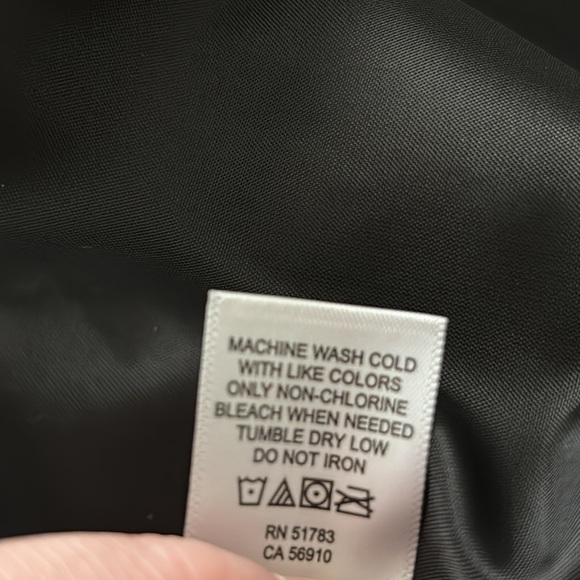 MACHINE WASH COLD
WITH LIKE COLORS
ONLY NON-CHLORINE
BLEACH WHEN NEEDED
TUMBLE DRY LOW
DO NOT IRON
RN 51783
CA 56910